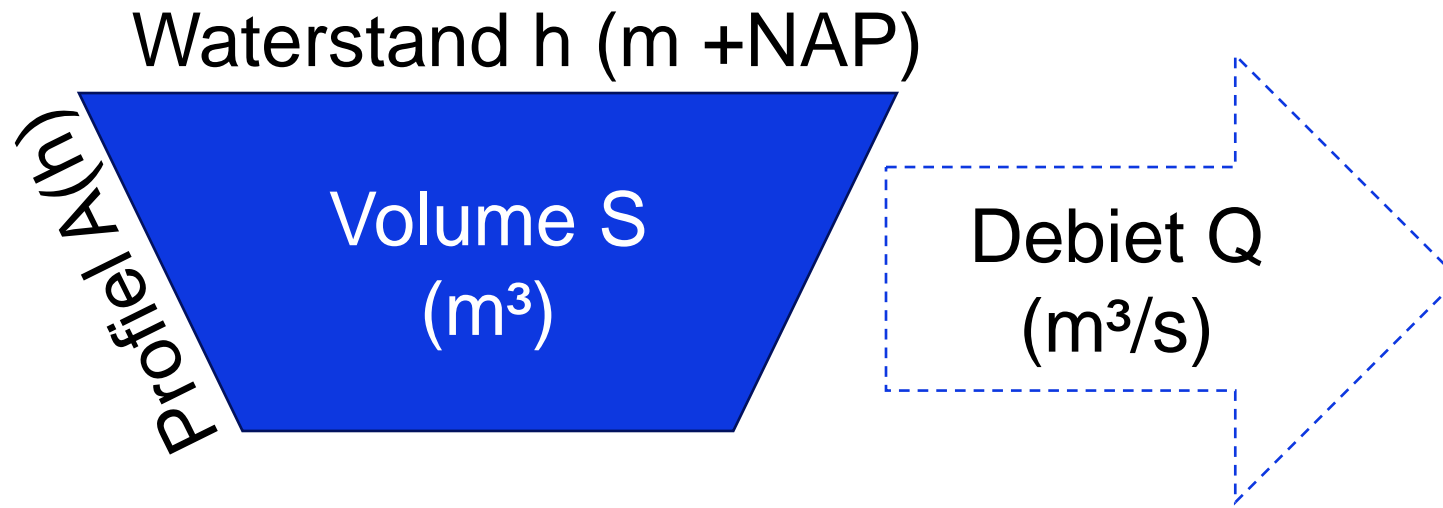 Waterstand h (m +NAP)
Profiel A(h)
Volume S
(m³)
Debiet Q
(m³/s)